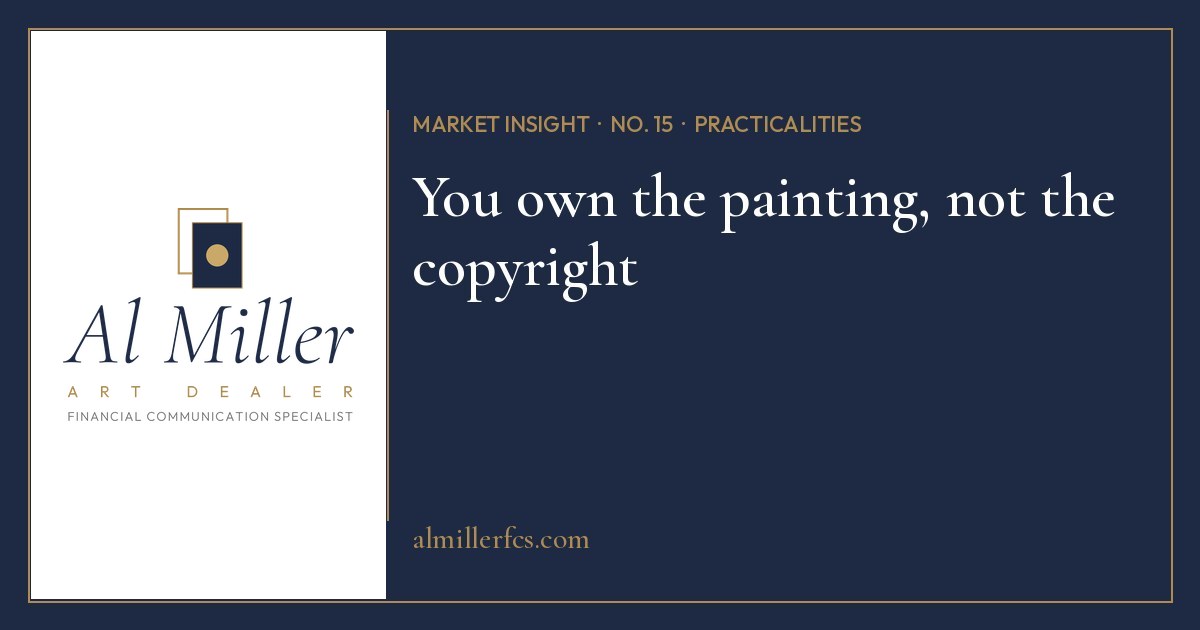 Al Miller
ART DEALER
FINANCIAL COMMUNICATION SPECIALIST
MARKET INSIGHT · NO. 15 · PRACTICALITIES
You own the painting, not the
copyright
almillerfcs.com